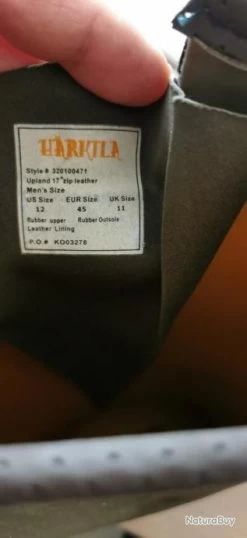 HÄRKILA
Style # 320100471
Upland 17"zip leather
Men's Size
US Size EUR Size UK Size
12 45 11
Rubber upper Rubber Outsole
Leather Lining
P.O.# KO03276
NaturaBuy